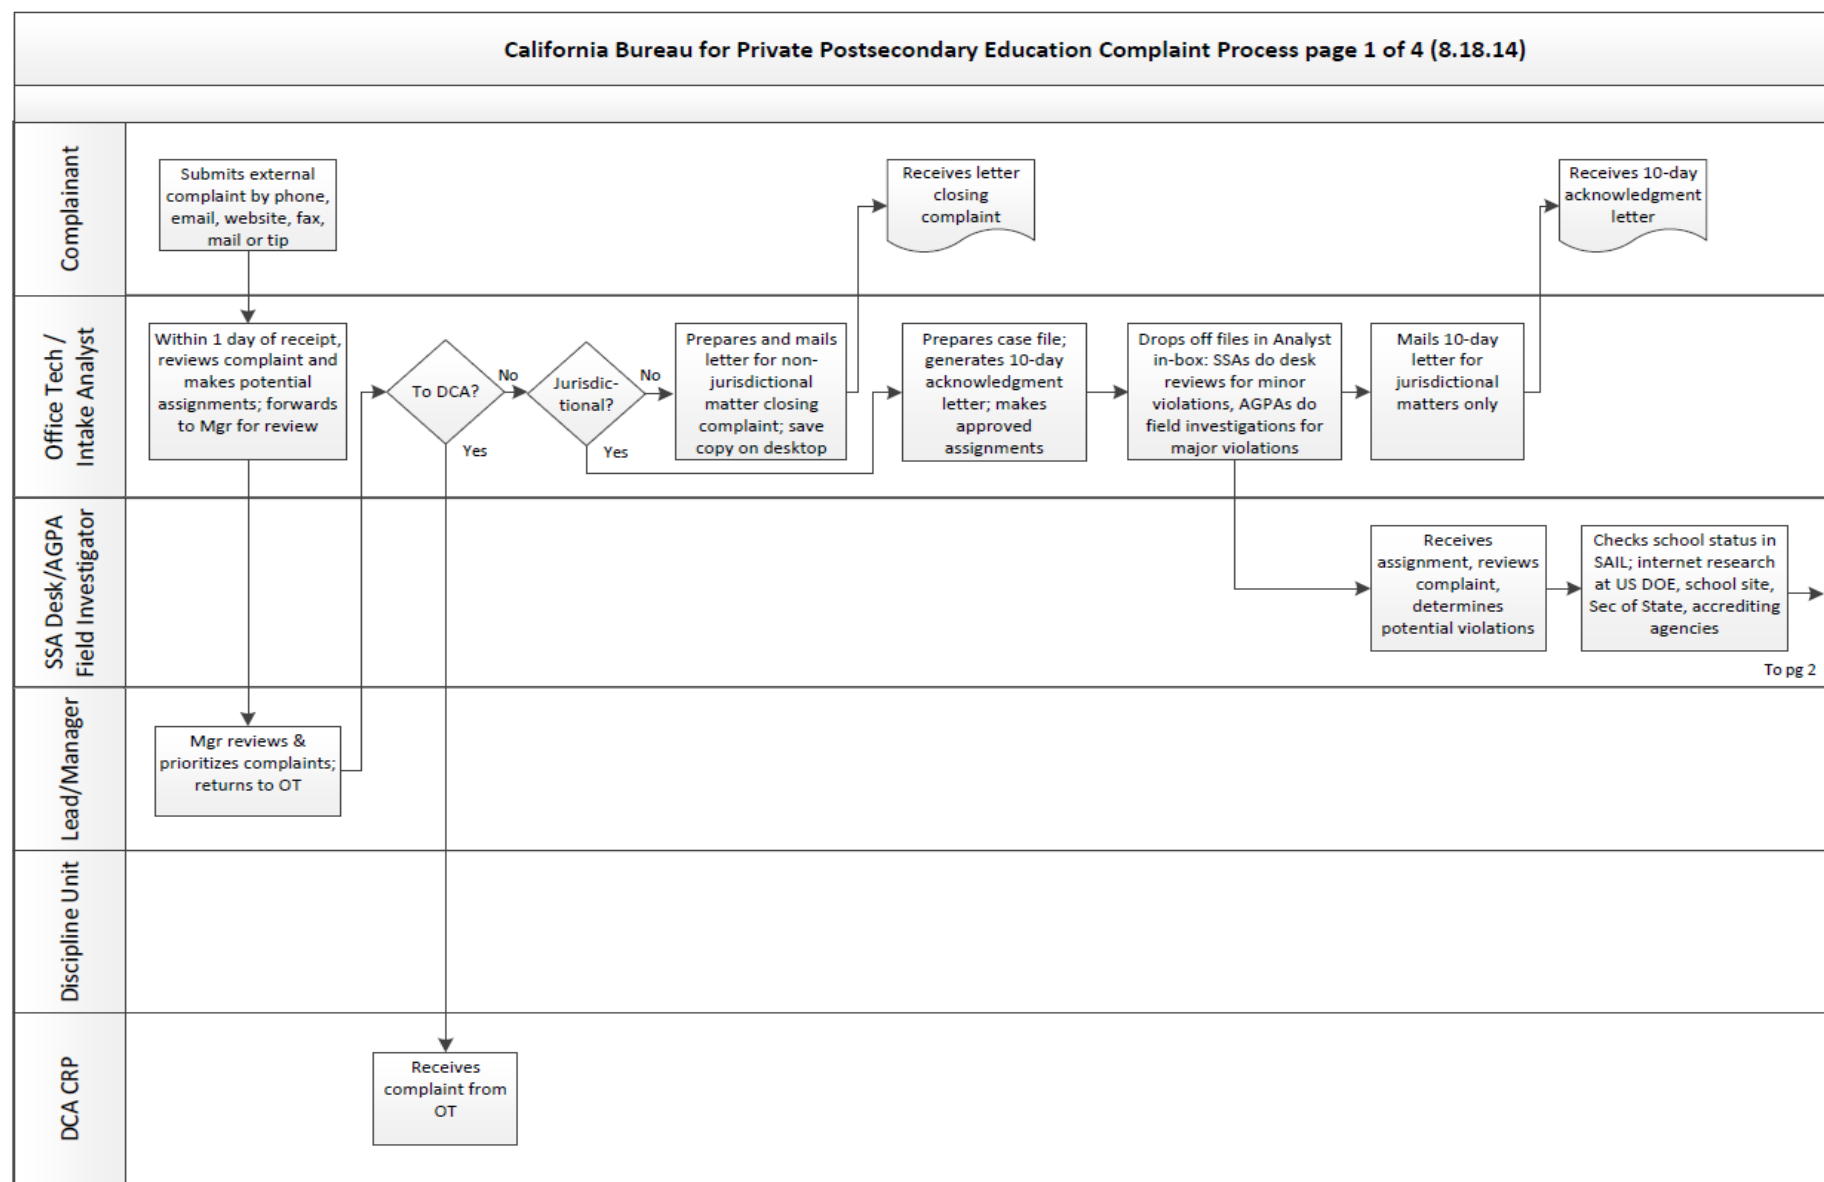 California Bureau for Private Postsecondary Education Complaint Process page 1 of 4 (8.18.14)
Complainant
Submits external
complaint by phone,
email, website, fax,
mail or tip
Receives letter
closing
complaint
Receives 10-day
acknowledgment
letter
Office Tech /
Intake Analyst
Within 1 day of receipt,
reviews complaint and
makes potential
assignments; forwards
to Mgr for review
To DCA?
No
Yes
Jurisdic-
tional?
No
Yes
Prepares and mails
letter for non-
jurisdictional
matter closing
complaint; save
copy on desktop
Prepares case file;
generates 10-day
acknowledgment
letter; makes
approved
assignments
Drops off files in Analyst
in-box: SSAs do desk
reviews for minor
violations, AGPAs do
field investigations for
major violations
Mails 10-day
letter for
jurisdictional
matters only
SSA Desk/AGPA
Field Investigator
Receives
assignment, reviews
complaint,
determines
potential violations
Checks school status in
SAIL; internet research
at US DOE, school site,
Sec of State, accrediting
agencies
To pg 2
Lead/Manager
Mgr reviews &
prioritizes complaints;
returns to OT
Discipline Unit
DCA CRP
Receives
complaint from
OT